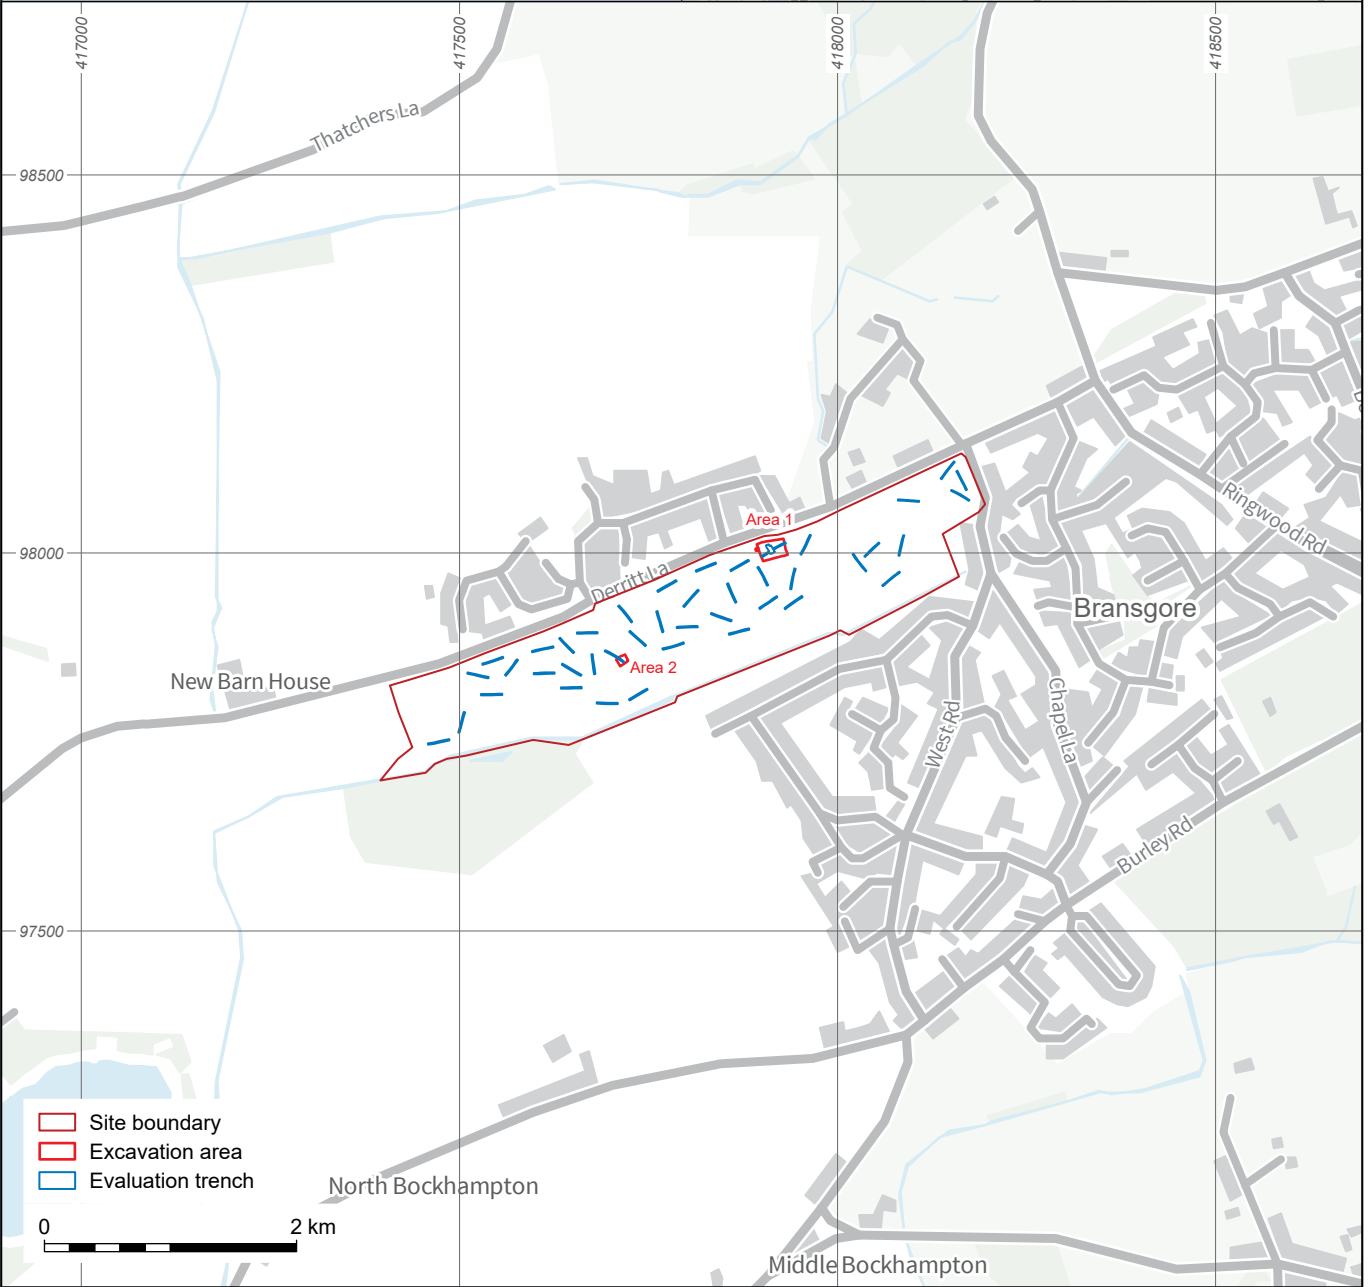 417000
417500
418000
418500
Thatchers La
98500
Ringwood Rd
Area 1
98000
Derritt La
Bransgore
Area 2
New Barn House
West Rd
Chapel La
Burley Rd
97500
Site boundary
Excavation area
Evaluation trench
North Bockhampton
0 2 km
Middle Bockhampton